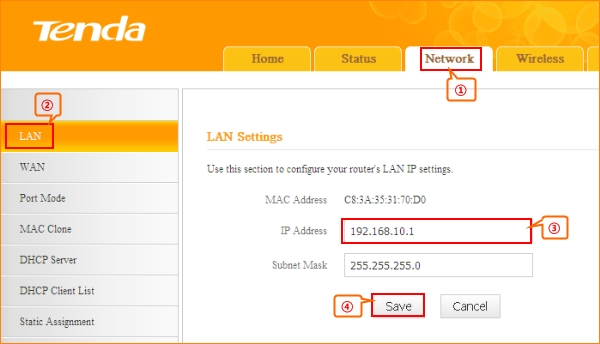 Tenda
Home Status Network Wireless
①
②
LAN
WAN
Port Mode
MAC Clone
DHCP Server
DHCP Client List
Static Assignment
LAN Settings
Use this section to configure your router's LAN IP settings.
MAC Address C8:3A:35:31:70:D0
IP Address 192.168.10.1 ③
Subnet Mask 255.255.255.0
④ Save Cancel